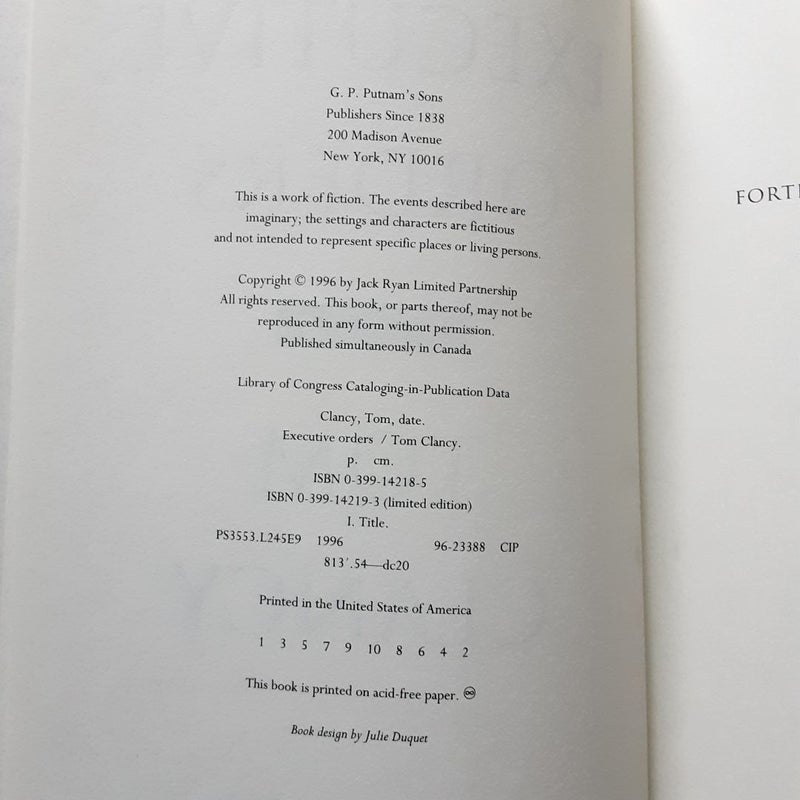 G. P. Putnam's Sons
Publishers Since 1838
200 Madison Avenue
New York, NY 10016
This is a work of fiction. The events described here are
imaginary; the settings and characters are fictitious
and not intended to represent specific places or living persons.
Copyright © 1996 by Jack Ryan Limited Partnership
All rights reserved. This book, or parts thereof, may not be
reproduced in any form without permission.
Published simultaneously in Canada
Library of Congress Cataloging-in-Publication Data
Clancy, Tom, date.
Executive orders / Tom Clancy.
p. cm.
ISBN 0-399-14218-5
ISBN 0-399-14219-3 (limited edition)
I. Title.
PS3553.L245E9 1996 96-23388 CIP
813'.54—dc20
Printed in the United States of America
1 3 5 7 9 10 8 6 4 2
This book is printed on acid-free paper. ♾
Book design by Julie Duquet